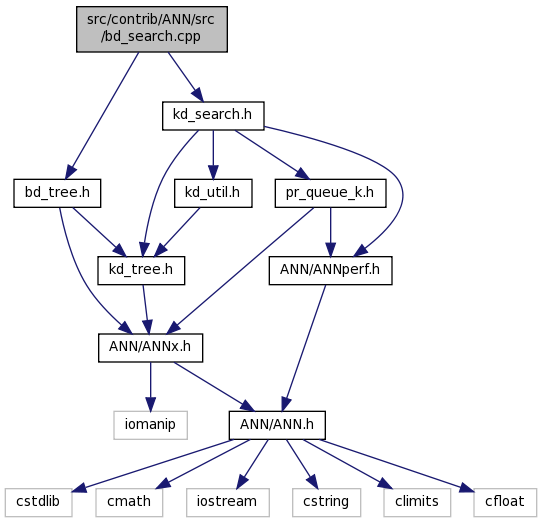 src/contrib/ANN/src
/bd_search.cpp
kd_search.h
bd_tree.h
kd_util.h
pr_queue_k.h
kd_tree.h
ANN/ANNperf.h
ANN/ANNx.h
iomanip
ANN/ANN.h
cstdlib
cmath
iostream
cstring
climits
cfloat